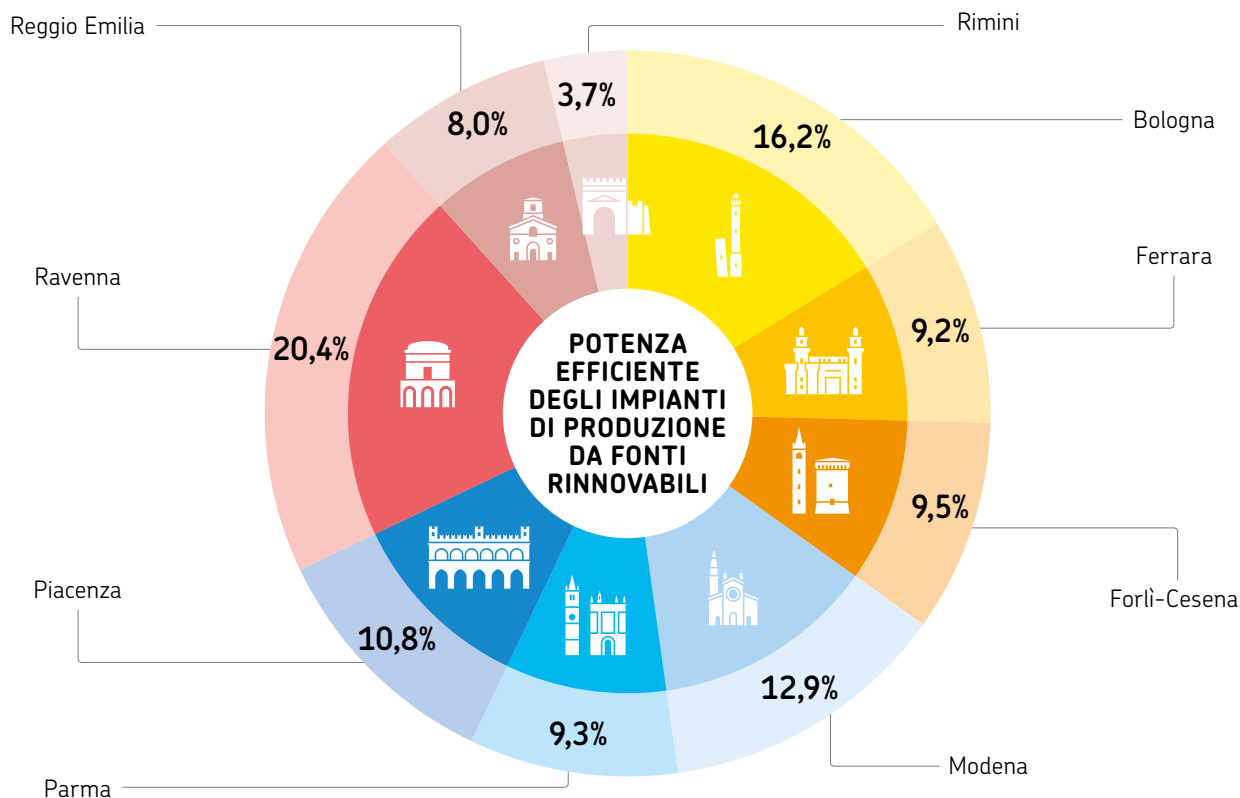 Reggio Emilia
Rimini
3,7%
8,0%
16,2%
Bologna
Ferrara
Ravenna
9,2%
20,4%
POTENZA
EFFICIENTE
DEGLI IMPIANTI
DI PRODUZIONE
DA FONTI
RINNOVABILI
9,5%
Piacenza
Forlì-Cesena
10,8%
12,9%
9,3%
Modena
Parma